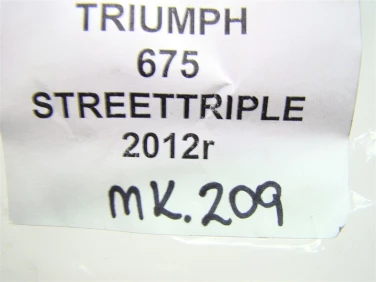 TRIUMPH
675
STREETTRIPLE
2012r
MK.209